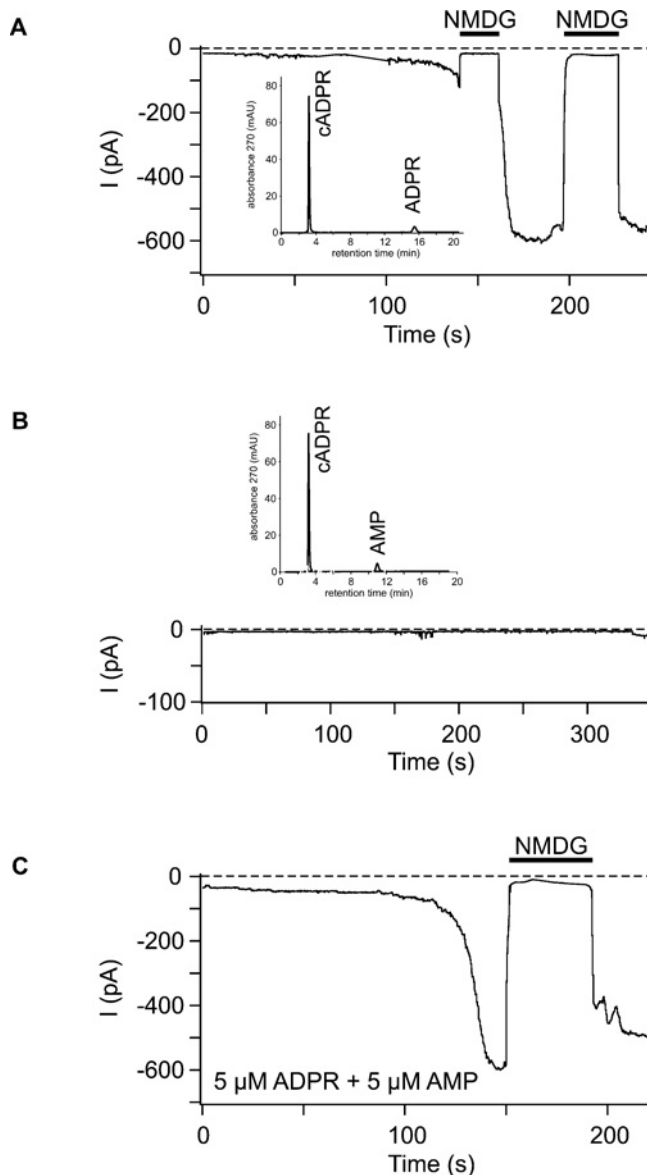 A
NMDG NMDG
0
-200
-400
-600
I (pA)
80
60
40
20
0
absorbance 270 (mAU)
cADPR
ADPR
0 4 8 12 16 20
retention time (min)
0 100 200
Time (s)
B
80
60
40
20
0
absorbance 270 (mAU)
cADPR
AMP
0 4 8 12 16 20
retention time (min)
0
-100
I (pA)
0 100 200 300
Time (s)
C
NMDG
0
-200
-400
-600
I (pA)
5 µM ADPR + 5 µM AMP
0 100 200
Time (s)